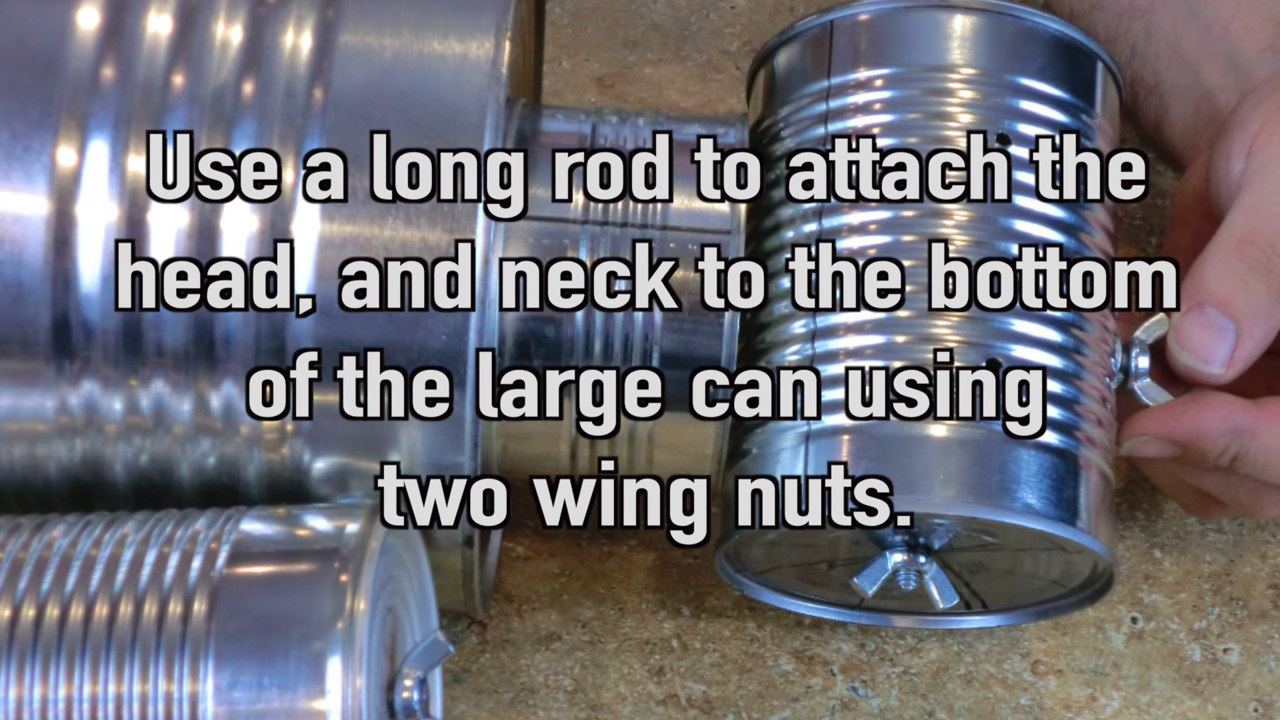 Use a long rod to attach the
head, and neck to the bottom
of the large can using
two wing nuts.